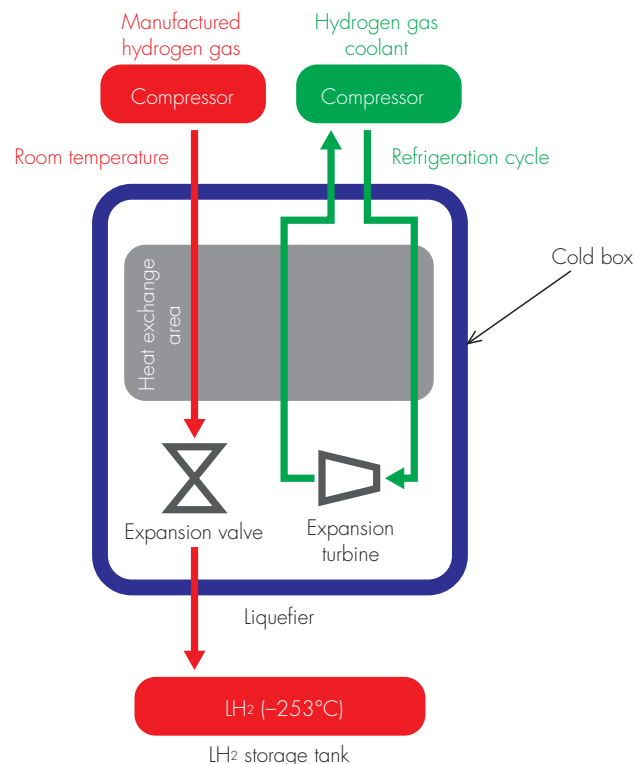 Manufactured
hydrogen gas
Hydrogen gas
coolant
Compressor
Compressor
Room temperature
Refrigeration cycle
Cold box
Heat exchange
area
Expansion valve
Expansion
turbine
Liquefier
LH2 (–253°C)
LH2 storage tank